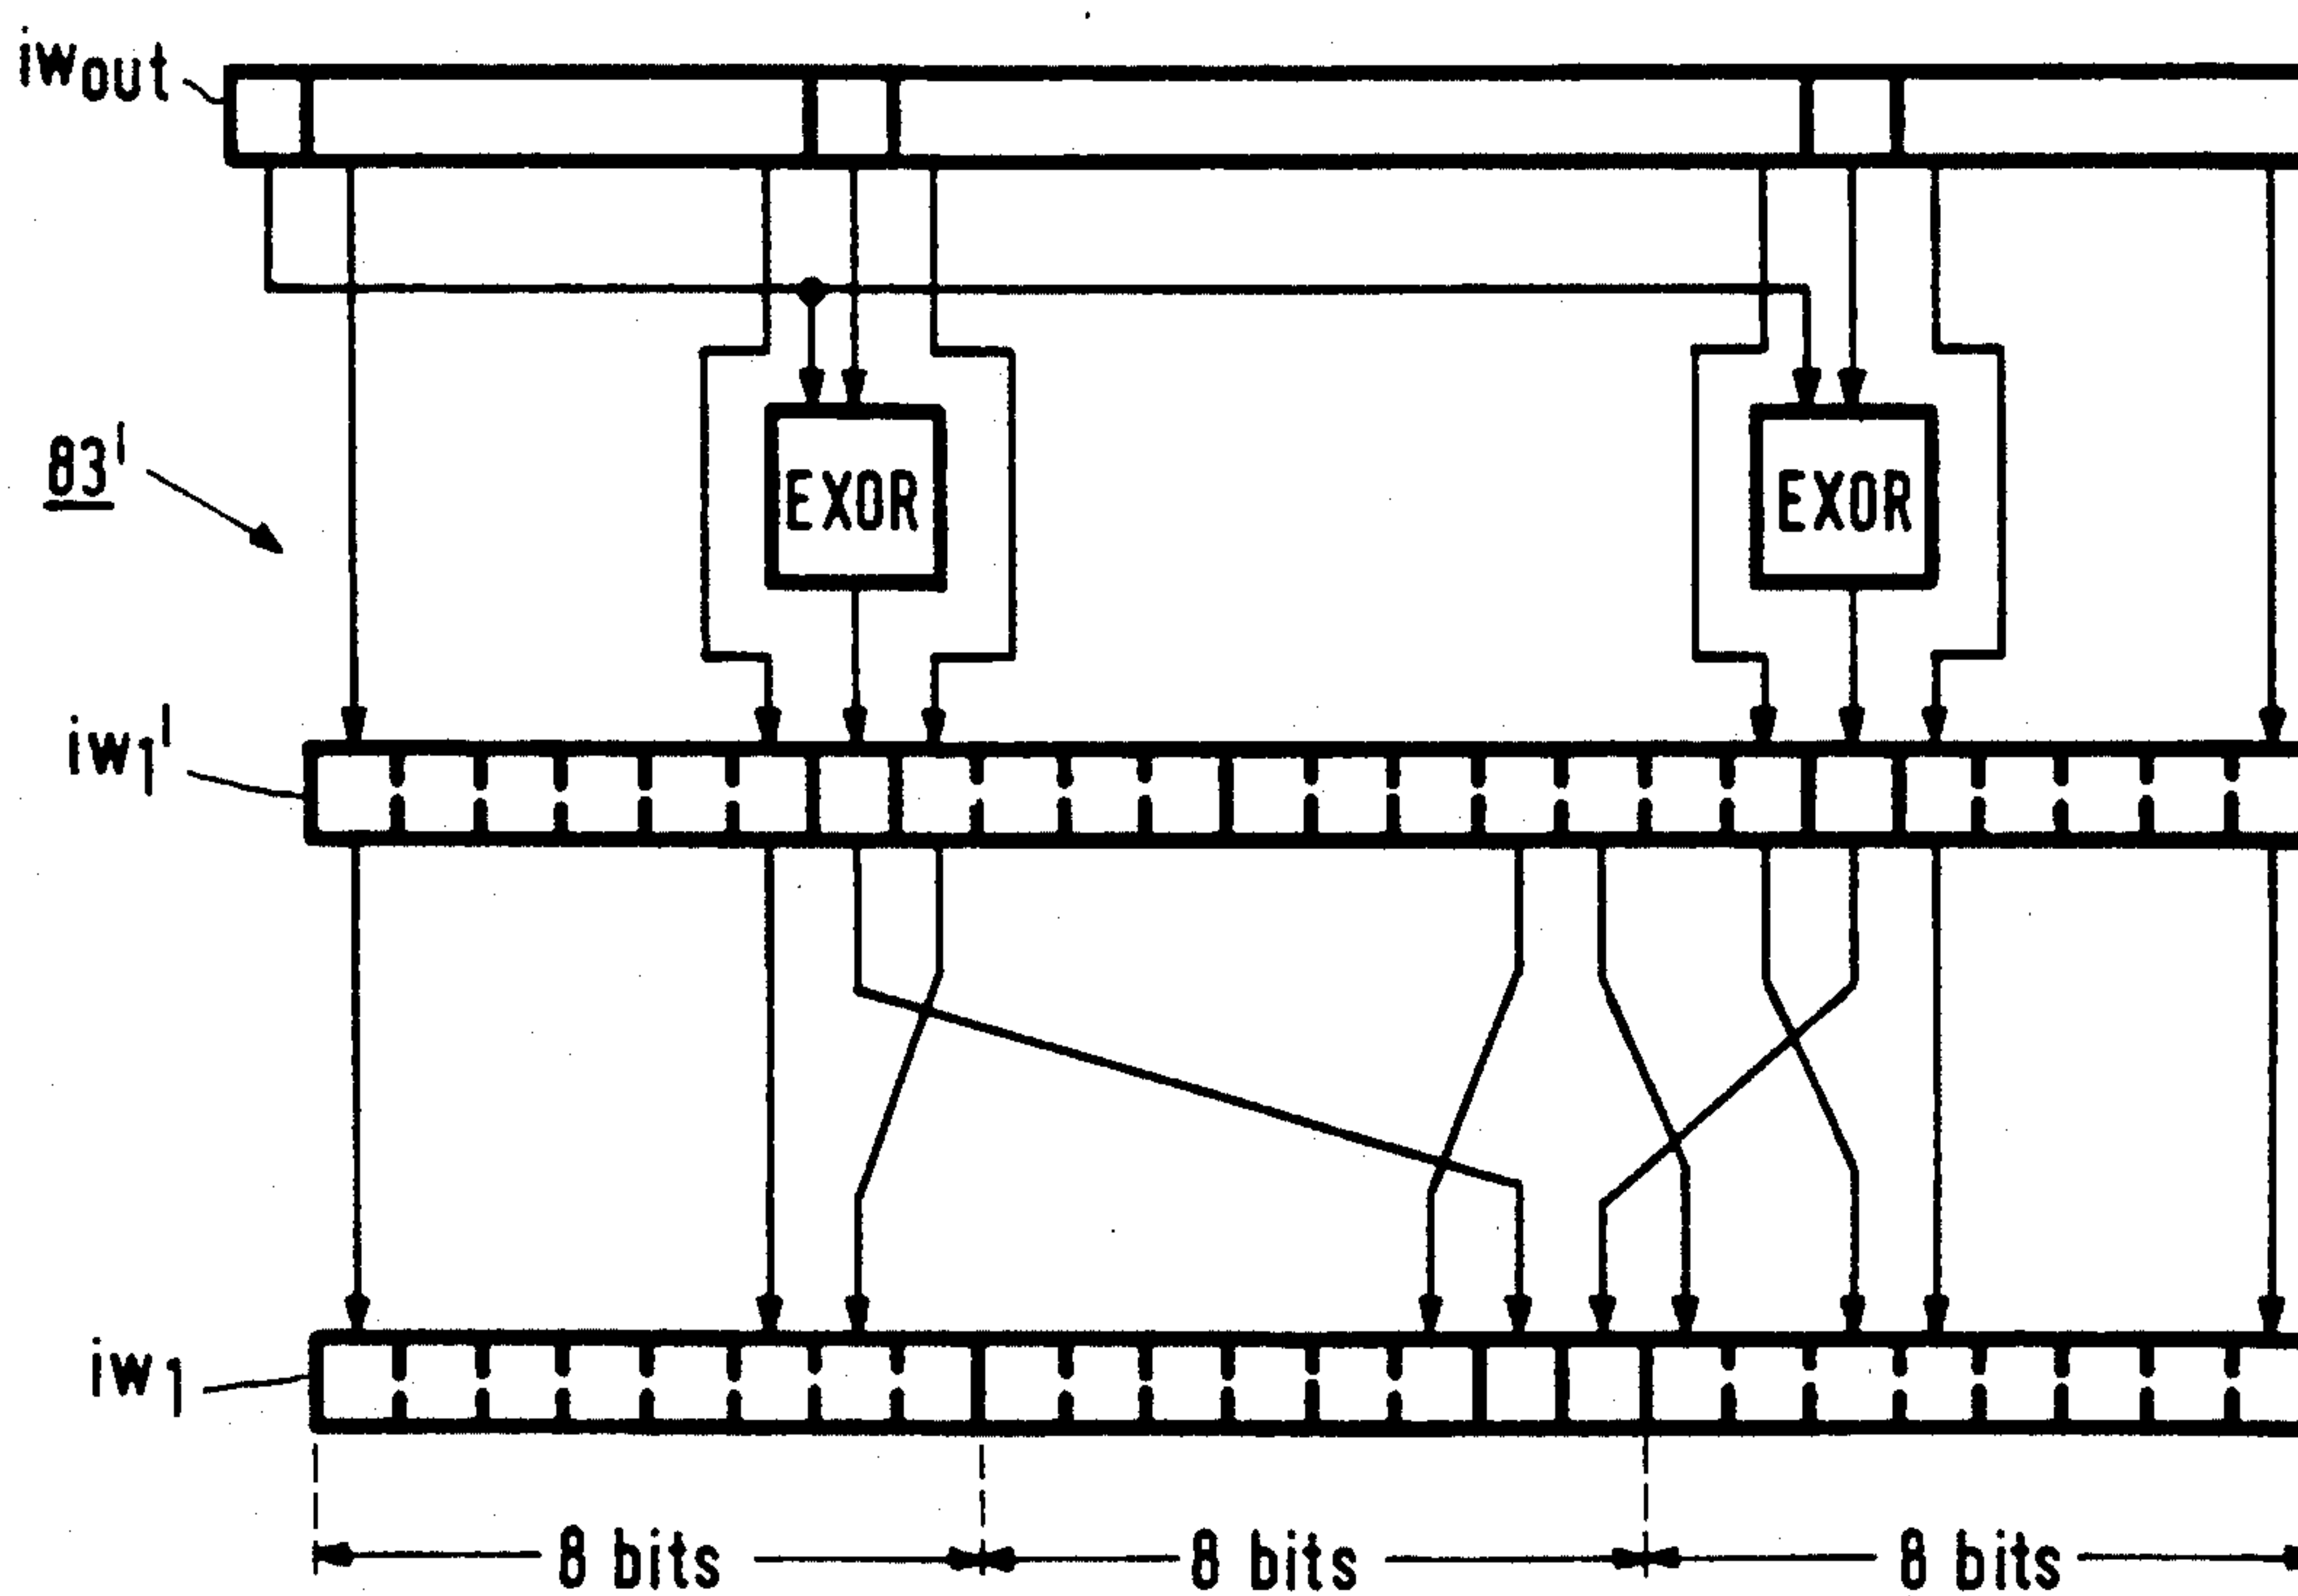 iwout
EXOR EXOR
83'
iw1'
iw1
8 bits 8 bits 8 bits